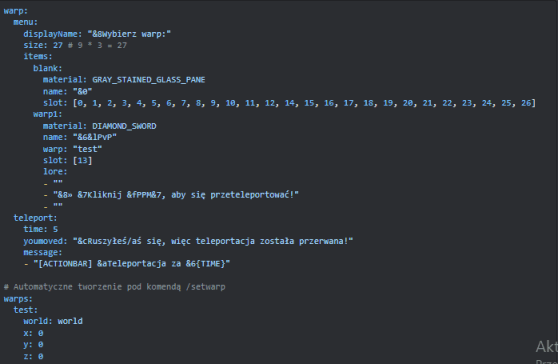 warp:
  menu:
    displayName: "&8Wybierz warp:"
    size: 27 # 9 * 3 = 27
    items:
      blank:
        material: GRAY_STAINED_GLASS_PANE
        name: "&0"
        slot: [0, 1, 2, 3, 4, 5, 6, 7, 8, 9, 10, 11, 12, 14, 15, 16, 17, 18, 19, 20, 21, 22, 23, 24, 25, 26]
      warp1:
        material: DIAMOND_SWORD
        name: "&6&lPvP"
        warp: "test"
        slot: [13]
        lore:
        - ""
        - "&8» &7Kliknij &fPPM&7, aby się przeteleportować!"
        - ""
  teleport:
    time: 5
    youmoved: "&cRuszyłeś/aś się, więc teleportacja została przerwana!"
    message:
    - "[ACTIONBAR] &aTeleportacja za &6{TIME}"
# Automatyczne tworzenie pod komendą /setwarp
warps:
  test:
    world: world
    x: 0
    y: 0
    z: 0
Akt